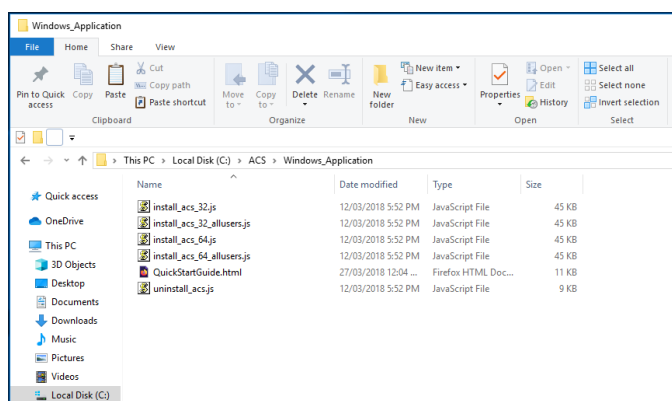 Windows_Application
File Home Share View
Pin to Quick access
Copy
Paste
Cut
Copy path
Paste shortcut
Clipboard
Move to
Copy to
Delete
Rename
Organize
New folder
New item
Easy access
New
Properties
Open
Edit
History
Open
Select all
Select none
Invert selection
Select
This PC > Local Disk (C:) > ACS > Windows_Application
Quick access
OneDrive
This PC
3D Objects
Desktop
Documents
Downloads
Music
Pictures
Videos
Local Disk (C:)
Name Date modified Type Size
install_acs_32.js 12/03/2018 5:52 PM JavaScript File 45 KB
install_acs_32_allusers.js 12/03/2018 5:52 PM JavaScript File 45 KB
install_acs_64.js 12/03/2018 5:52 PM JavaScript File 45 KB
install_acs_64_allusers.js 12/03/2018 5:52 PM JavaScript File 45 KB
QuickStartGuide.html 27/03/2018 12:04 ... Firefox HTML Doc... 11 KB
uninstall_acs.js 12/03/2018 5:52 PM JavaScript File 9 KB